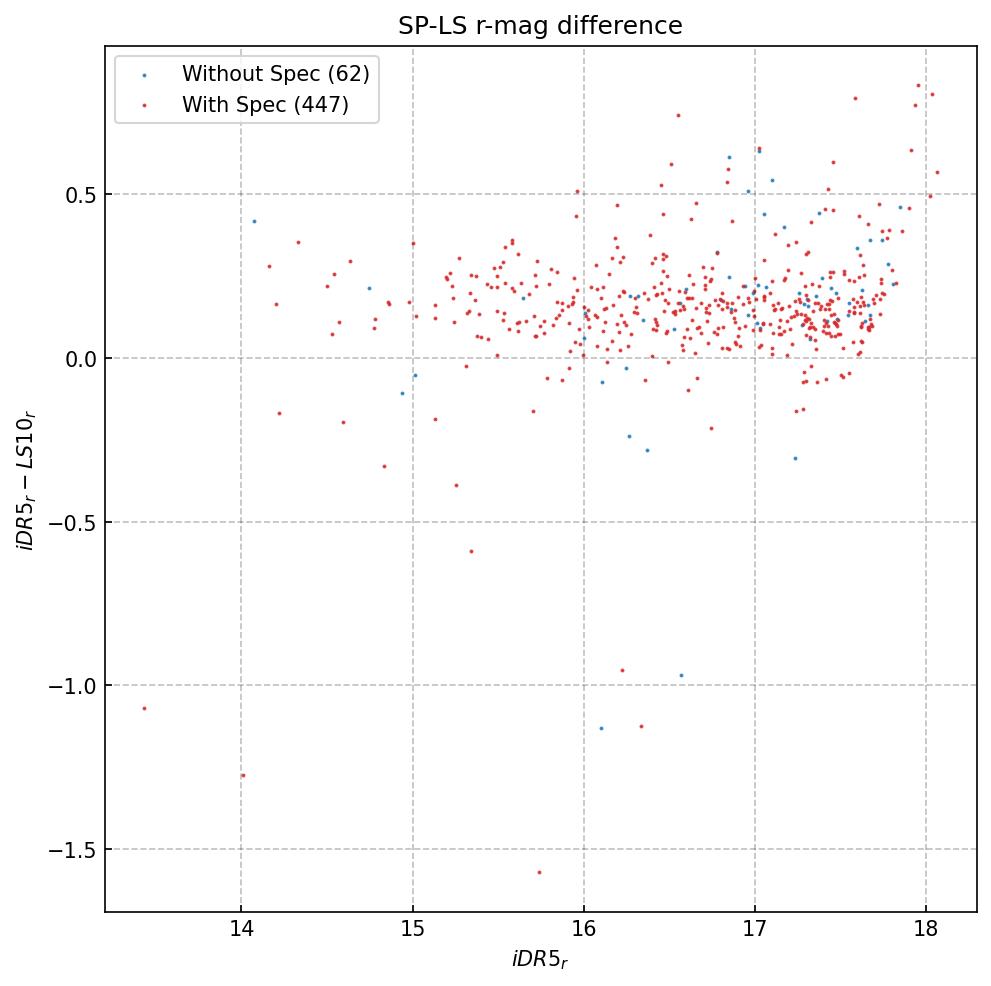 SP-LS r-mag difference
Without Spec (62)
With Spec (447)
0.5
0.0
−0.5
−1.0
−1.5
iDR5r − LS10r
14 15 16 17 18
iDR5r